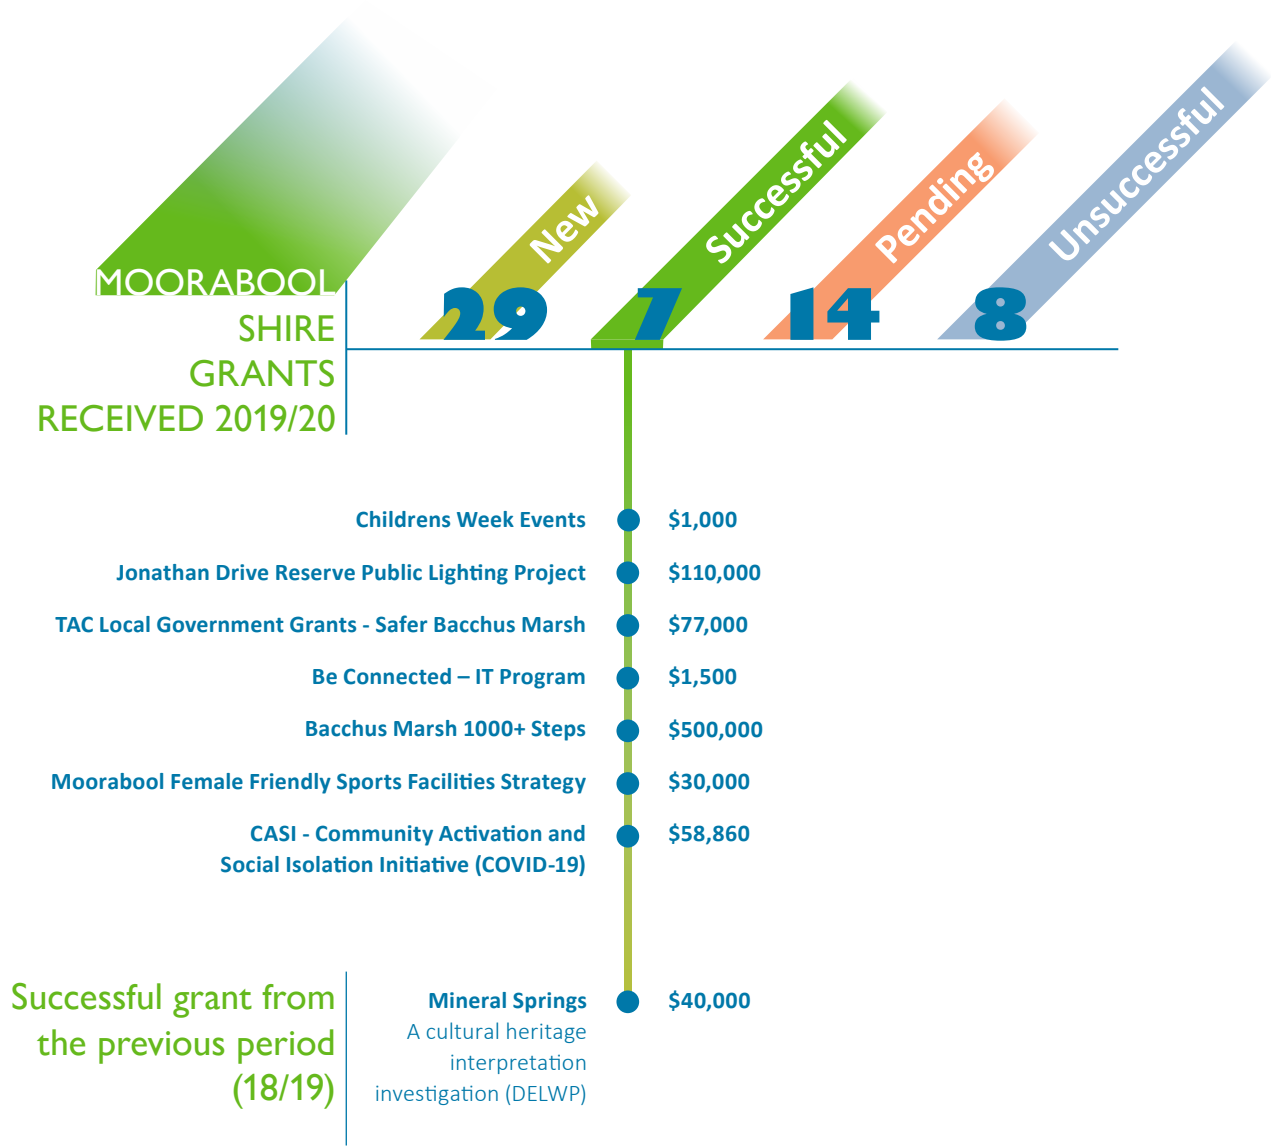 MOORABOOL
SHIRE
GRANTS
RECEIVED 2019/20
New
Successful
Pending
Unsuccessful
29
7
14
8
Childrens Week Events $1,000
Jonathan Drive Reserve Public Lighting Project $110,000
TAC Local Government Grants - Safer Bacchus Marsh $77,000
Be Connected – IT Program $1,500
Bacchus Marsh 1000+ Steps $500,000
Moorabool Female Friendly Sports Facilities Strategy $30,000
CASI - Community Activation and $58,860
Social Isolation Initiative (COVID-19)
Successful grant from
the previous period
(18/19)
Mineral Springs $40,000
A cultural heritage
interpretation
investigation (DELWP)